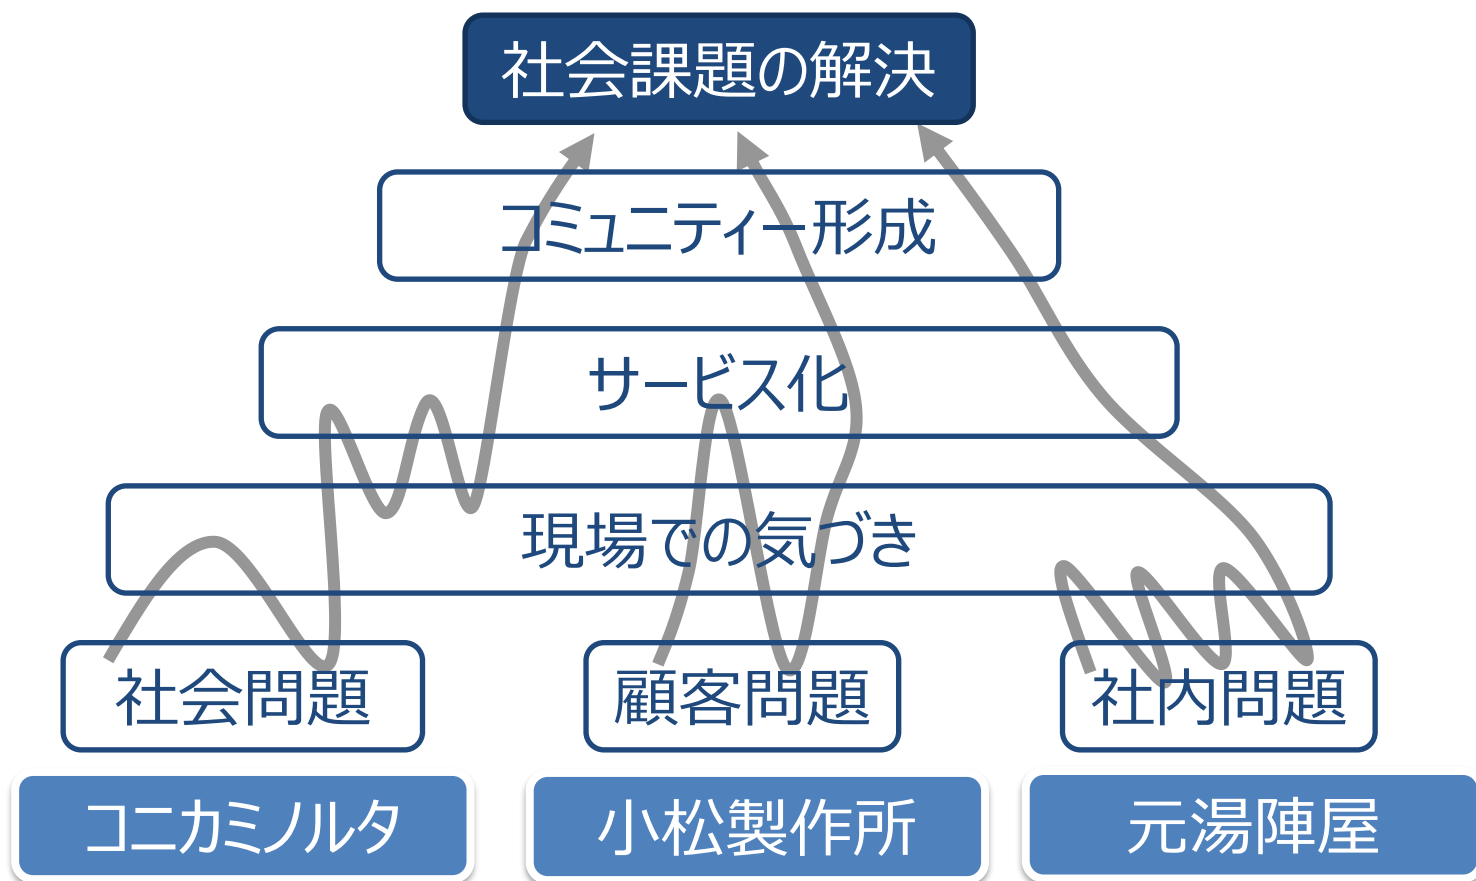 社会課題の解決
コミュニティー形成
サービス化
現場での気づき
社会問題
顧客問題
社内問題
コニカミノルタ
小松製作所
元湯陣屋